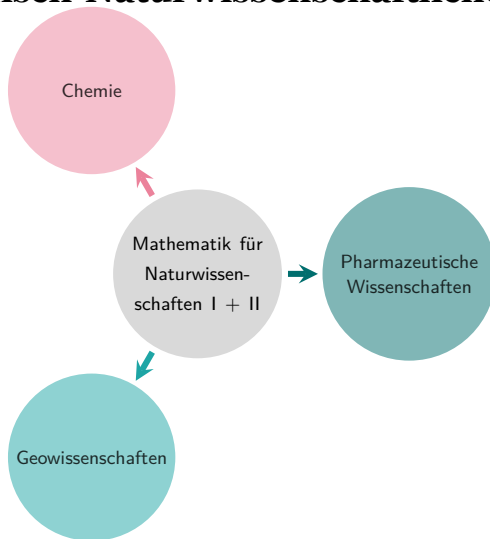 Chemie
Mathematik für
Naturwissen-
schaften I + II
Pharmazeutische
Wissenschaften
Geowissenschaften